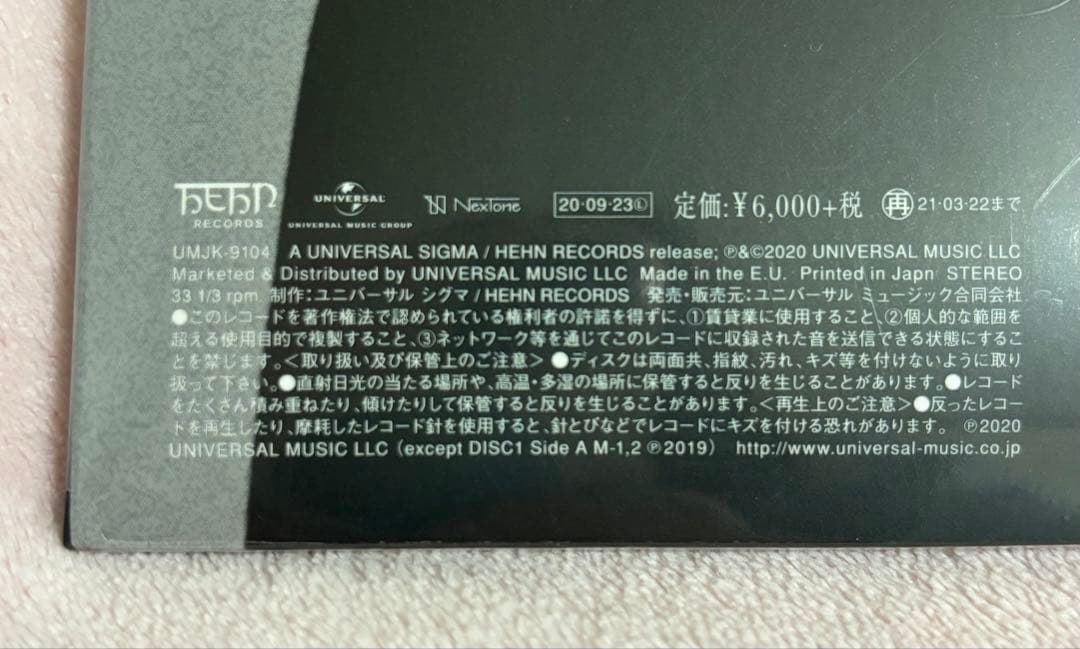 HEHN
RECORDS
UNIVERSAL
UNIVERSAL MUSIC GROUP
NexTone
20・09・23Ⓛ 定価:¥6,000+税 ㊢21・03・22まで
UMJK-9104 A UNIVERSAL SIGMA / HEHN RECORDS release; ℗&©2020 UNIVERSAL MUSIC LLC
Marketed & Distributed by UNIVERSAL MUSIC LLC Made in the E.U. Printed in Japn STEREO
33 1/3 rpm. 制作:ユニバーサル シグマ / HEHN RECORDS 発売・販売元:ユニバーサル ミュージック合同会社
●このレコードを著作権法で認められている権利者の許諾を得ずに、①賃貸業に使用すること、②個人的な範囲を
超える使用目的で複製すること、③ネットワーク等を通じてこのレコードに収録された音を送信できる状態にするこ
とを禁じます。<取り扱い及び保管上のご注意>●ディスクは両面共、指紋、汚れ、キズ等を付けないように取り
扱って下さい。●直射日光の当たる場所や、高温・多湿の場所に保管すると反りを生じることがあります。●レコード
をたくさん積み重ねたり、傾けたりして保管すると反りを生じることがあります。<再生上のご注意>●反ったレコー
ドを再生したり、摩耗したレコード針を使用すると、針とびなどでレコードにキズを付ける恐れがあります。 ℗2020
UNIVERSAL MUSIC LLC (except DISC1 Side A M-1,2 ℗2019) http://www.universal-music.co.jp